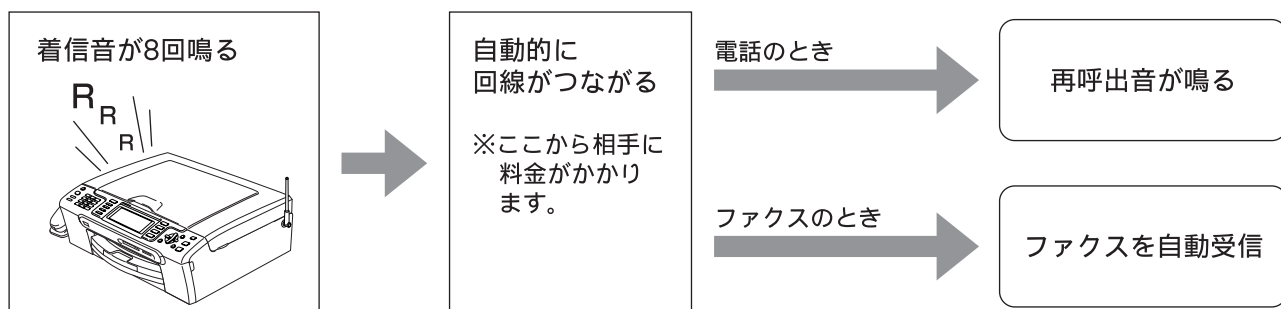 着信音が8回鳴る
R
R
R
自動的に
回線がつながる
※ここから相手に
料金がかかり
ます。
電話のとき
再呼出音が鳴る
ファクスのとき
ファクスを自動受信